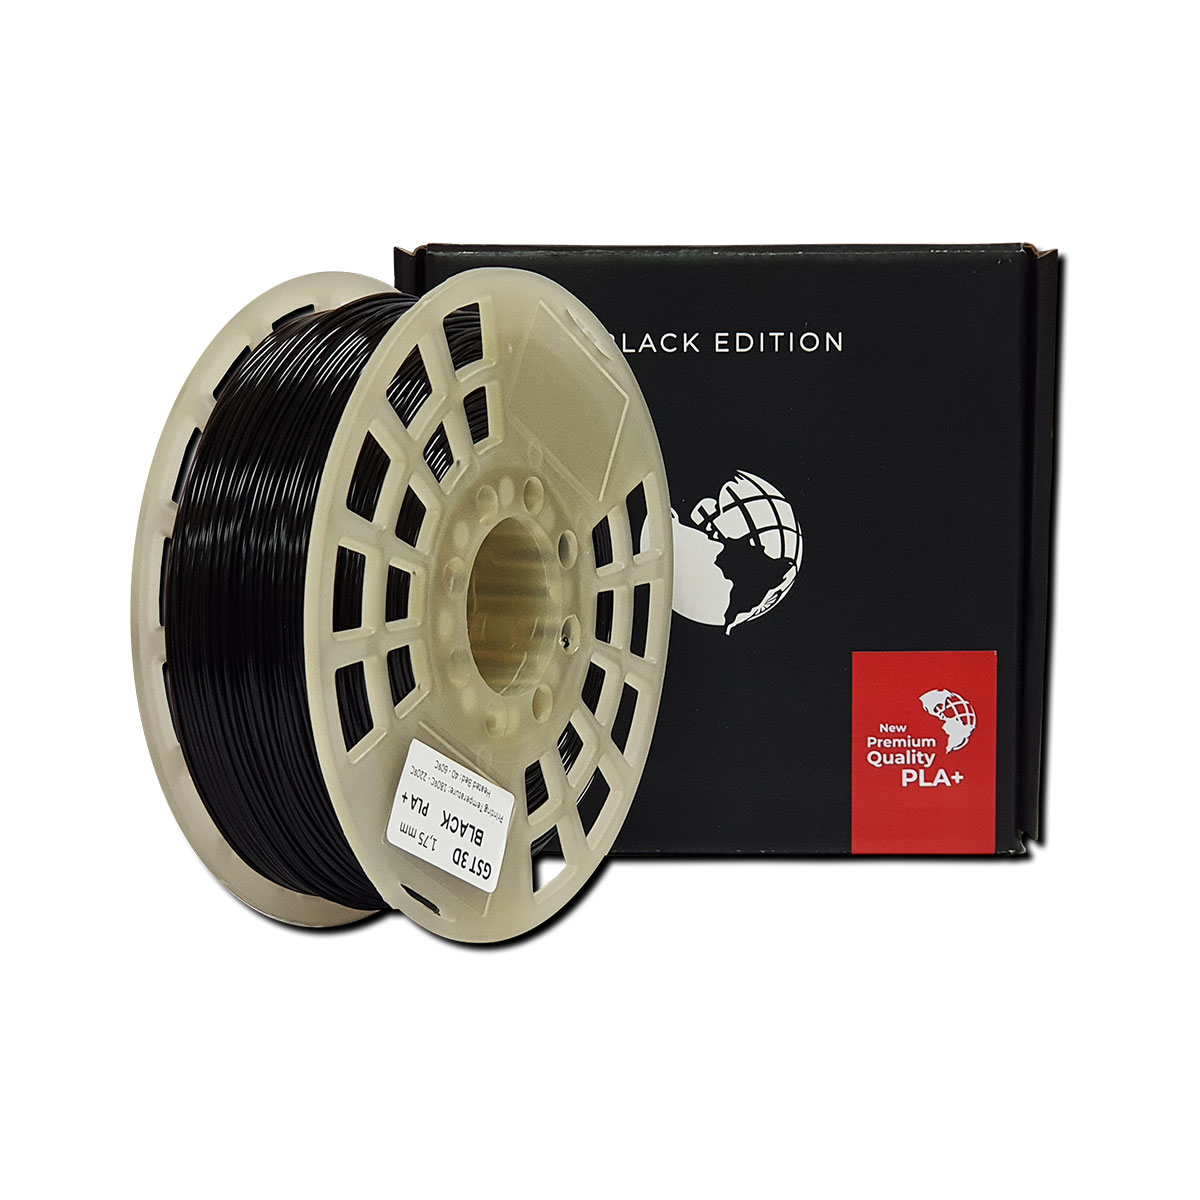 BLACK EDITION
New
Premium
Quality
PLA+
GST 3D
1,75 mm
BLACK PLA+
Printing Temperature: 180ºC - 220ºC
Heated Bed: 40 - 60ºC